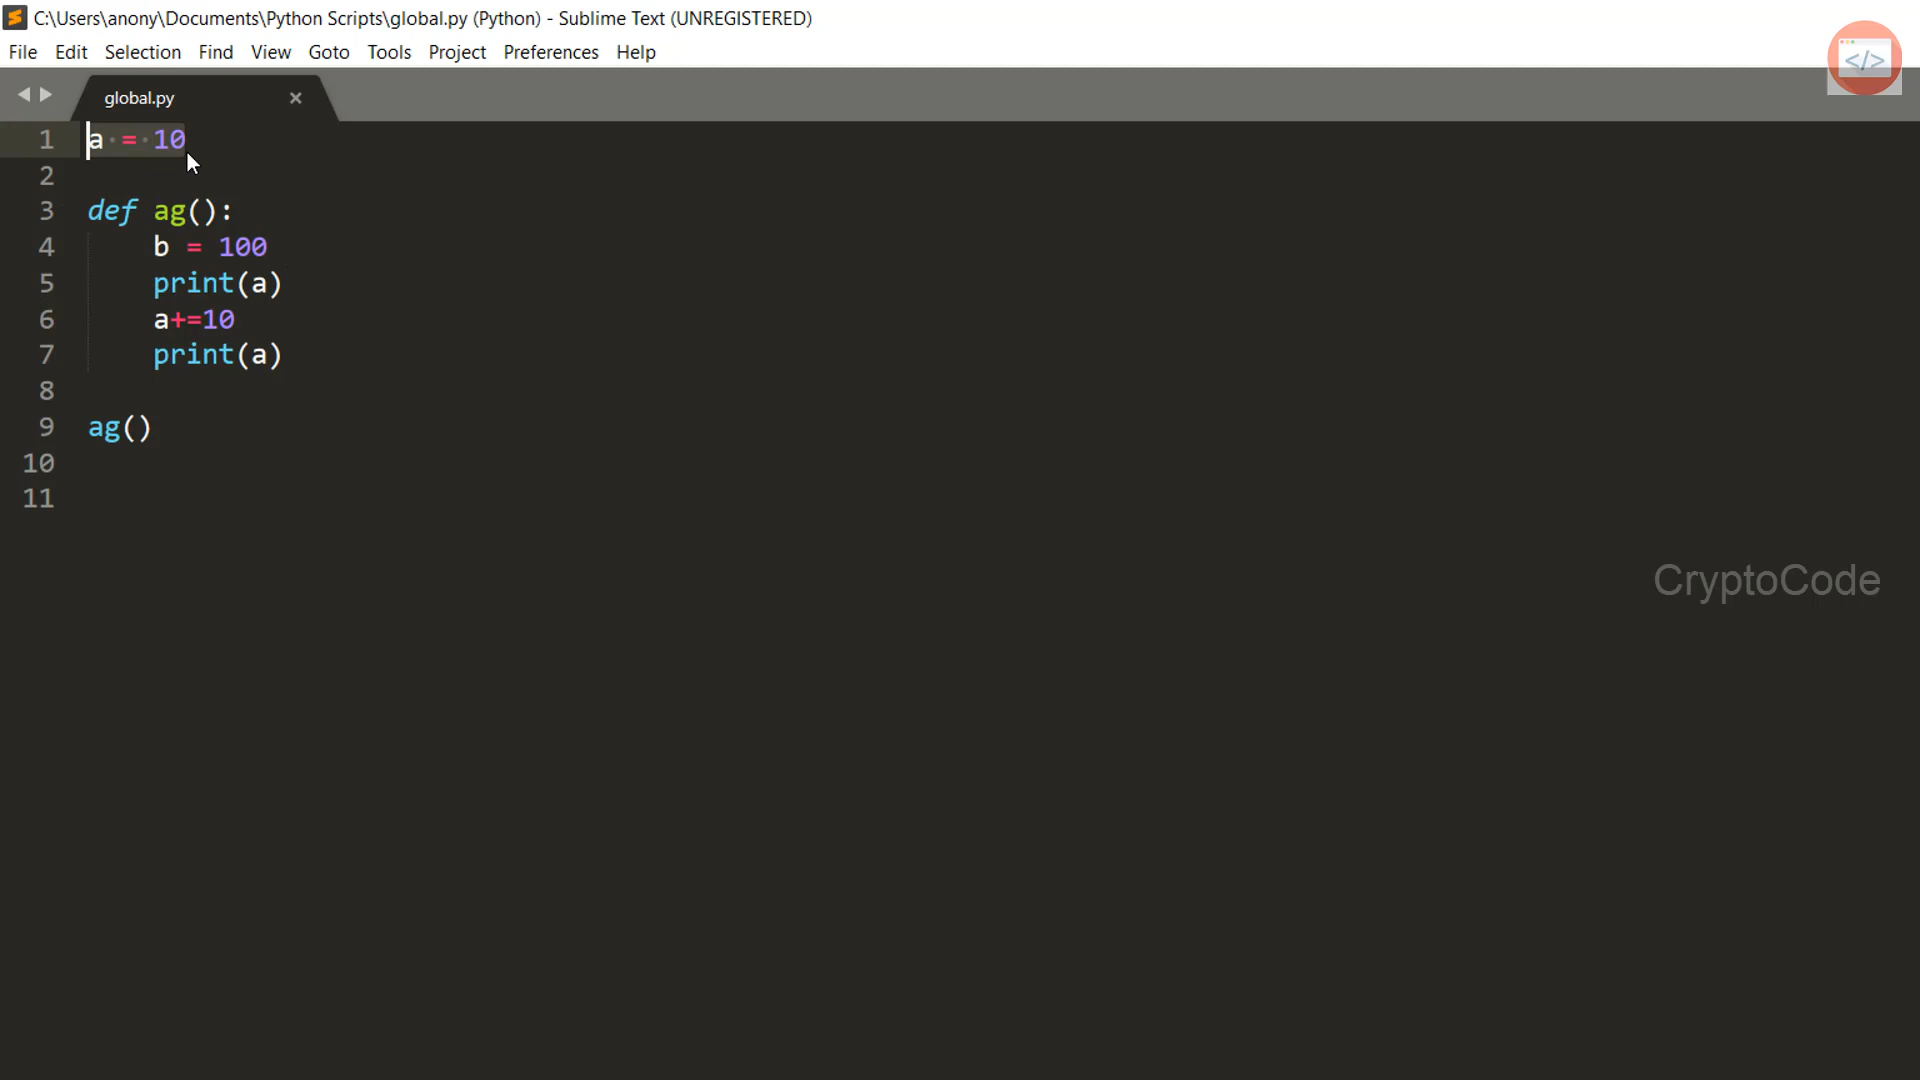 C:\Users\anony\Documents\Python Scripts\global.py (Python) - Sublime Text (UNREGISTERED)
File Edit Selection Find View Goto Tools Project Preferences Help
</>
global.py ×
1 a = 10
2
3 def ag():
4     b = 100
5     print(a)
6     a+=10
7     print(a)
8
9 ag()
10
11
CryptoCode